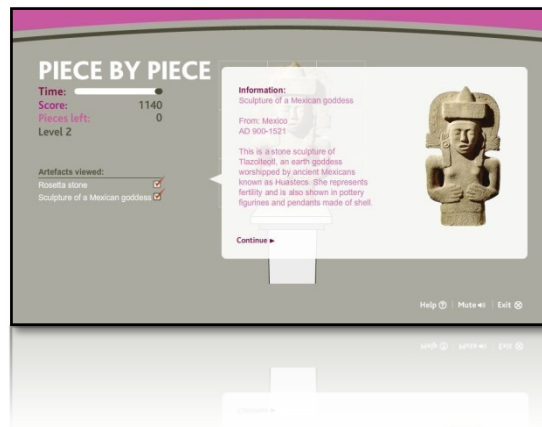 PIECE BY PIECE
Time:
Score: 1140
Pieces left: 0
Level 2
Artefacts viewed:
Rosetta stone
Sculpture of a Mexican goddess
Information:
Sculpture of a Mexican goddess
From: Mexico
AD 900-1521
This is a stone sculpture of
Tlazolteotl, an earth goddess
worshipped by ancient Mexicans
known as Huastecs. She represents
fertility and is also shown in pottery
figurines and pendants made of shell.
Continue
Help ? Mute Exit